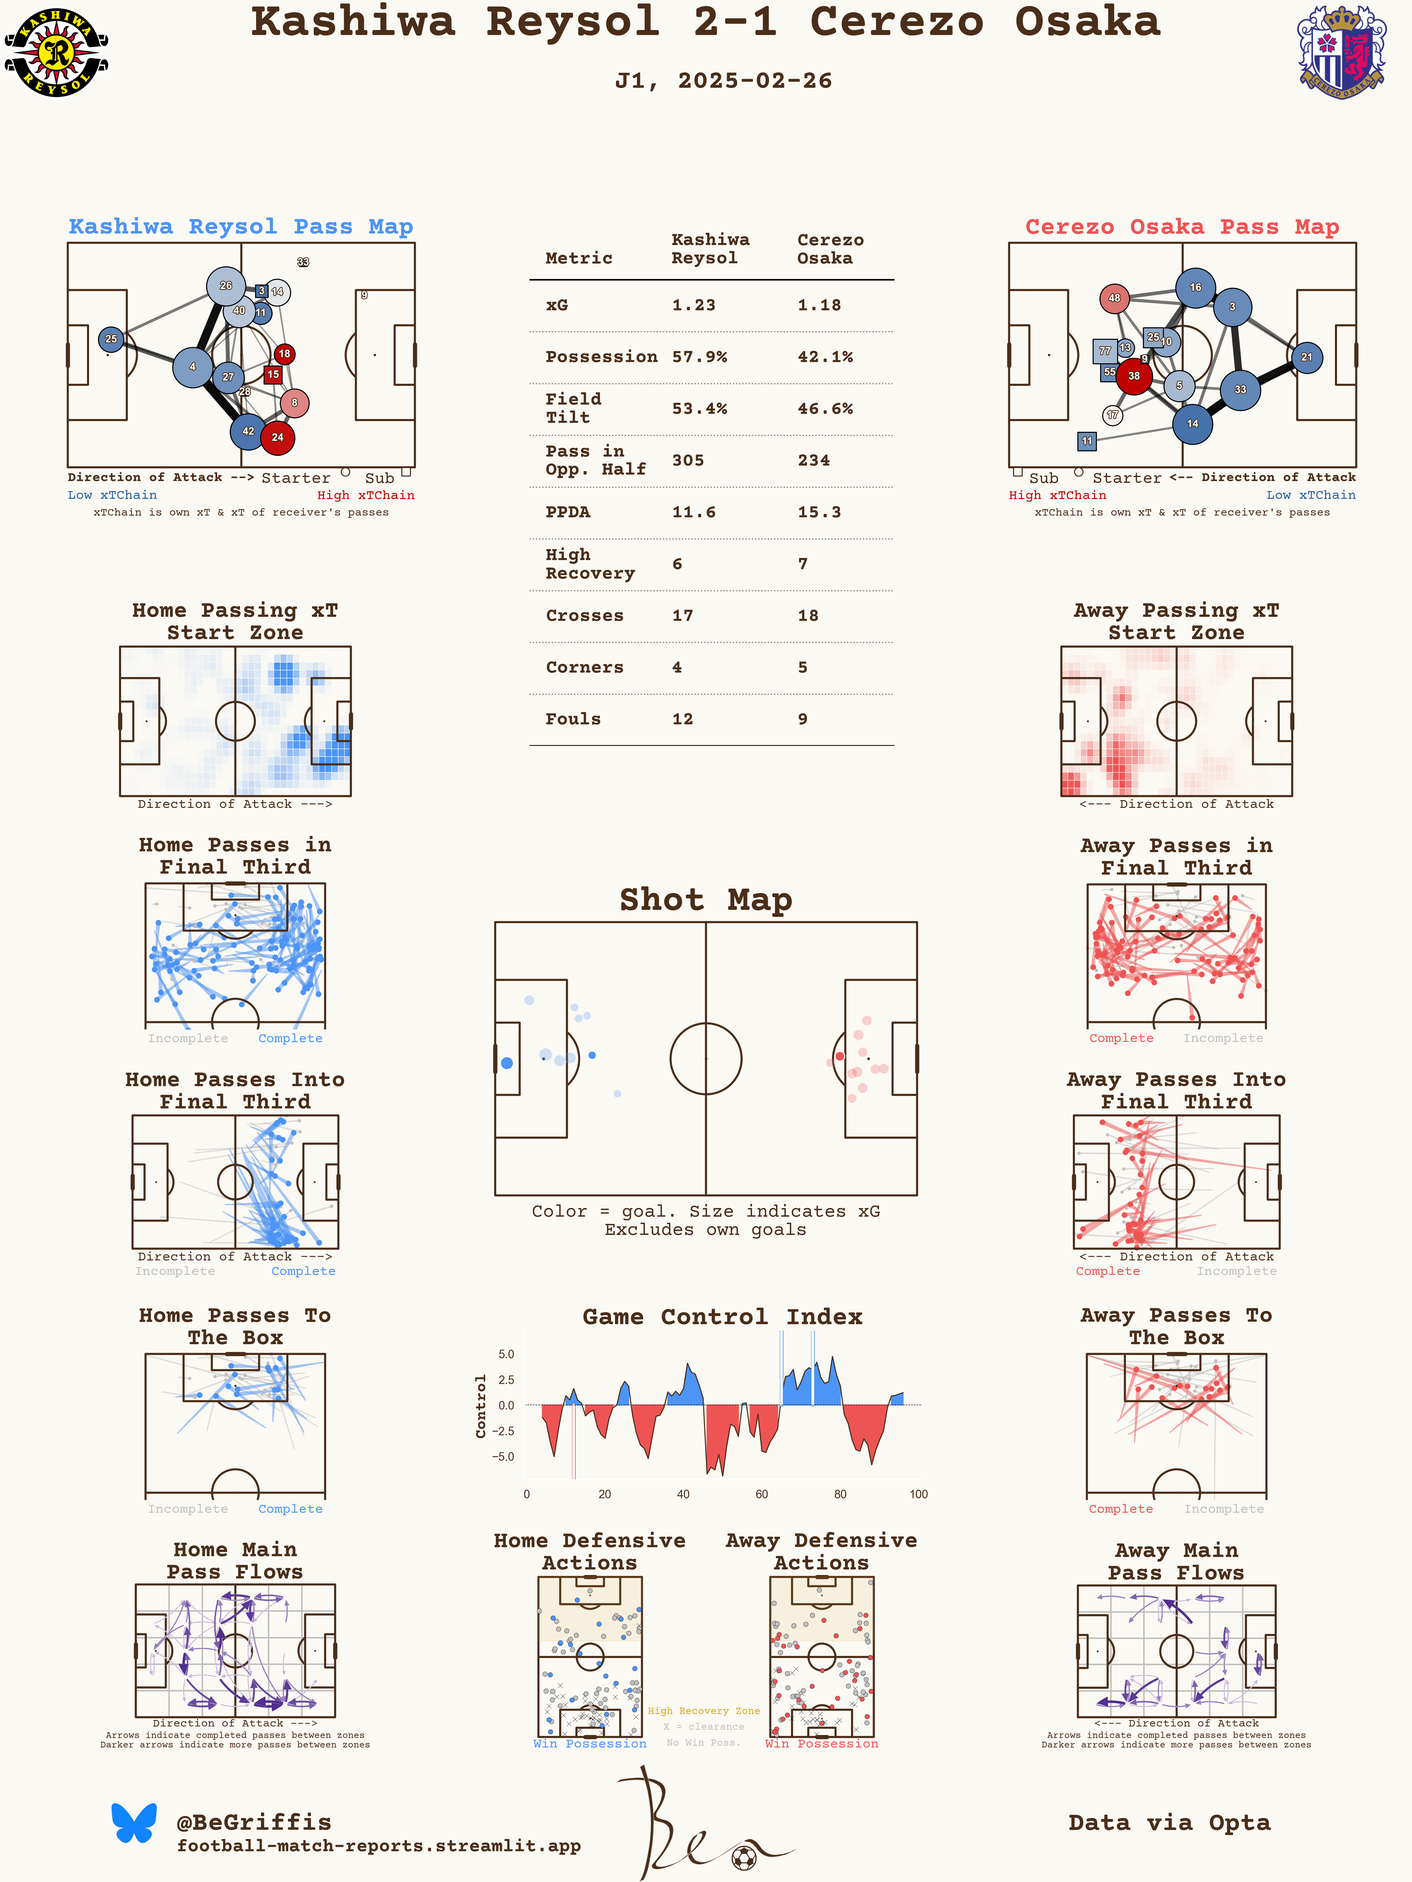 Kashiwa Reysol 2-1 Cerezo Osaka
J1, 2025-02-26
KASHIWA
REYSOL
CEREZO OSAKA
Kashiwa Reysol Pass Map
33
9
26
3
14
40
11
25
18
4
27
15
28
8
42
24
Direction of Attack --> Starter Sub
Low xTChain High xTChain
xTChain is own xT & xT of receiver's passes
Metric Kashiwa Reysol Cerezo Osaka
xG 1.23 1.18
Possession 57.9% 42.1%
Field Tilt 53.4% 46.6%
Pass in Opp. Half 305 234
PPDA 11.6 15.3
High Recovery 6 7
Crosses 17 18
Corners 4 5
Fouls 12 9
Cerezo Osaka Pass Map
48
16
3
25
10
77
13
9
21
55
38
5
33
17
14
11
Sub Starter <-- Direction of Attack
High xTChain Low xTChain
xTChain is own xT & xT of receiver's passes
Home Passing xT
Start Zone
Direction of Attack --->
Away Passing xT
Start Zone
<--- Direction of Attack
Home Passes in
Final Third
Incomplete Complete
Away Passes in
Final Third
Complete Incomplete
Shot Map
Color = goal. Size indicates xG
Excludes own goals
Home Passes Into
Final Third
Direction of Attack --->
Incomplete Complete
Away Passes Into
Final Third
<--- Direction of Attack
Complete Incomplete
Home Passes To
The Box
Incomplete Complete
Game Control Index
Control
5.0
2.5
0.0
−2.5
−5.0
0 20 40 60 80 100
Away Passes To
The Box
Complete Incomplete
Home Main
Pass Flows
Direction of Attack --->
Arrows indicate completed passes between zones
Darker arrows indicate more passes between zones
Home Defensive
Actions
Win Possession
High Recovery Zone
X = clearance
No Win Poss.
Away Defensive
Actions
Win Possession
Away Main
Pass Flows
<--- Direction of Attack
Arrows indicate completed passes between zones
Darker arrows indicate more passes between zones
@BeGriffis
football-match-reports.streamlit.app
Ben
Data via Opta